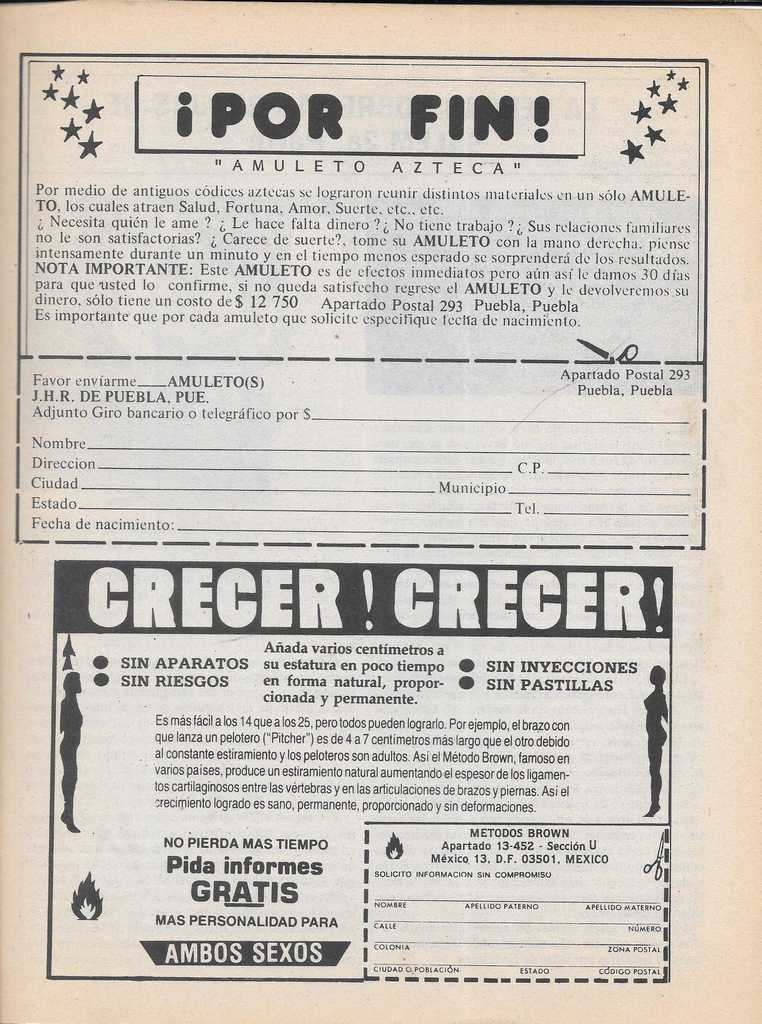 ¡POR FIN!
"AMULETO AZTECA"
Por medio de antiguos códices aztecas se lograron reunir distintos materiales en un sólo AMULE-
TO, los cuales atraen Salud, Fortuna, Amor, Suerte, etc., etc.
¿ Necesita quién le ame ? ¿ Le hace falta dinero ?¿ No tiene trabajo ?¿ Sus relaciones familiares
no le son satisfactorias? ¿ Carece de suerte?, tome su AMULETO con la mano derecha, piense
intensamente durante un minuto y en el tiempo menos esperado se sorprenderá de los resultados.
NOTA IMPORTANTE: Este AMULETO es de efectos inmediatos pero aún así le damos 30 días
para que usted lo confirme, si no queda satisfecho regrese el AMULETO y le devolveremos su
dinero, sólo tiene un costo de $ 12 750 Apartado Postal 293 Puebla, Puebla
Es importante que por cada amuleto que solicite especifique fecha de nacimiento.
Favor envíarme____AMULETO(S)
J.H.R. DE PUEBLA, PUE.
Apartado Postal 293
Puebla, Puebla
Adjunto Giro bancario o telegráfico por $
Nombre
Direccion C.P.
Ciudad Municipio
Estado Tel.
Fecha de nacimiento:
CRECER! CRECER!
● SIN APARATOS
● SIN RIESGOS
Añada varios centímetros a
su estatura en poco tiempo
en forma natural, propor-
cionada y permanente.
● SIN INYECCIONES
● SIN PASTILLAS
Es más fácil a los 14 que a los 25, pero todos pueden lograrlo. Por ejemplo, el brazo con
que lanza un pelotero ("Pitcher") es de 4 a 7 centímetros más largo que el otro debido
al constante estiramiento y los peloteros son adultos. Así el Método Brown, famoso en
varios países, produce un estiramiento natural aumentando el espesor de los ligamen-
tos cartilaginosos entre las vértebras y en las articulaciones de brazos y piernas. Así el
crecimiento logrado es sano, permanente, proporcionado y sin deformaciones.
NO PIERDA MAS TIEMPO
Pida informes
GRATIS
MAS PERSONALIDAD PARA
AMBOS SEXOS
METODOS BROWN
Apartado 13-452 - Sección U
México 13, D.F. 03501, MEXICO
SOLICITO INFORMACION SIN COMPROMISO
NOMBRE APELLIDO PATERNO APELLIDO MATERNO
CALLE NÚMERO
COLONIA ZONA POSTAL
CIUDAD O POBLACIÓN ESTADO CÓDIGO POSTAL